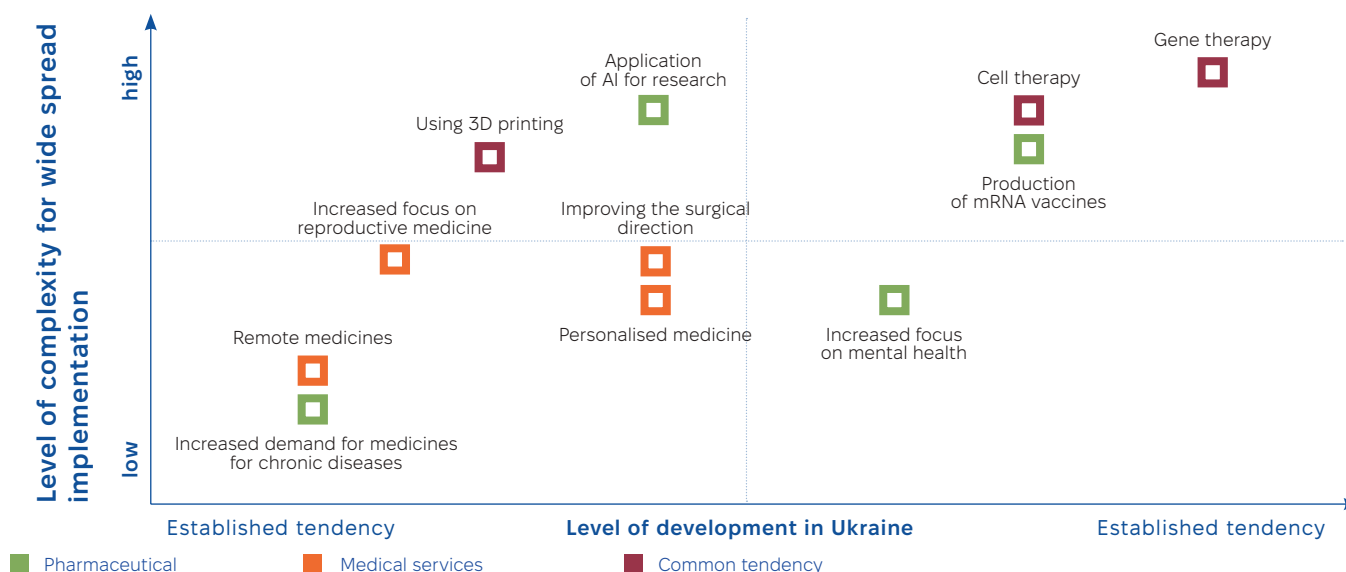 Level of complexity for wide spread
implementation
high
low
Gene therapy
Application
of AI for research
Cell therapy
Using 3D printing
Production
of mRNA vaccines
Increased focus on
reproductive medicine
Improving the surgical
direction
Remote medicines
Personalised medicine
Increased focus
on mental health
Increased demand for medicines
for chronic diseases
Established tendency
Level of development in Ukraine
Established tendency
Pharmaceutical
Medical services
Common tendency